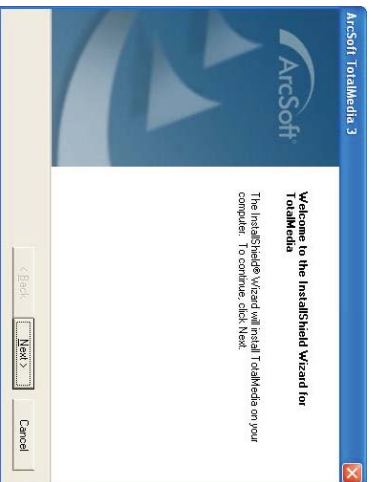 ArcSoft TotalMedia 3
ArcSoft
Welcome to the InstallShield Wizard for
TotalMedia
The InstallShield® Wizard will install TotalMedia on your
computer. To continue, click Next.
< Back
Next >
Cancel